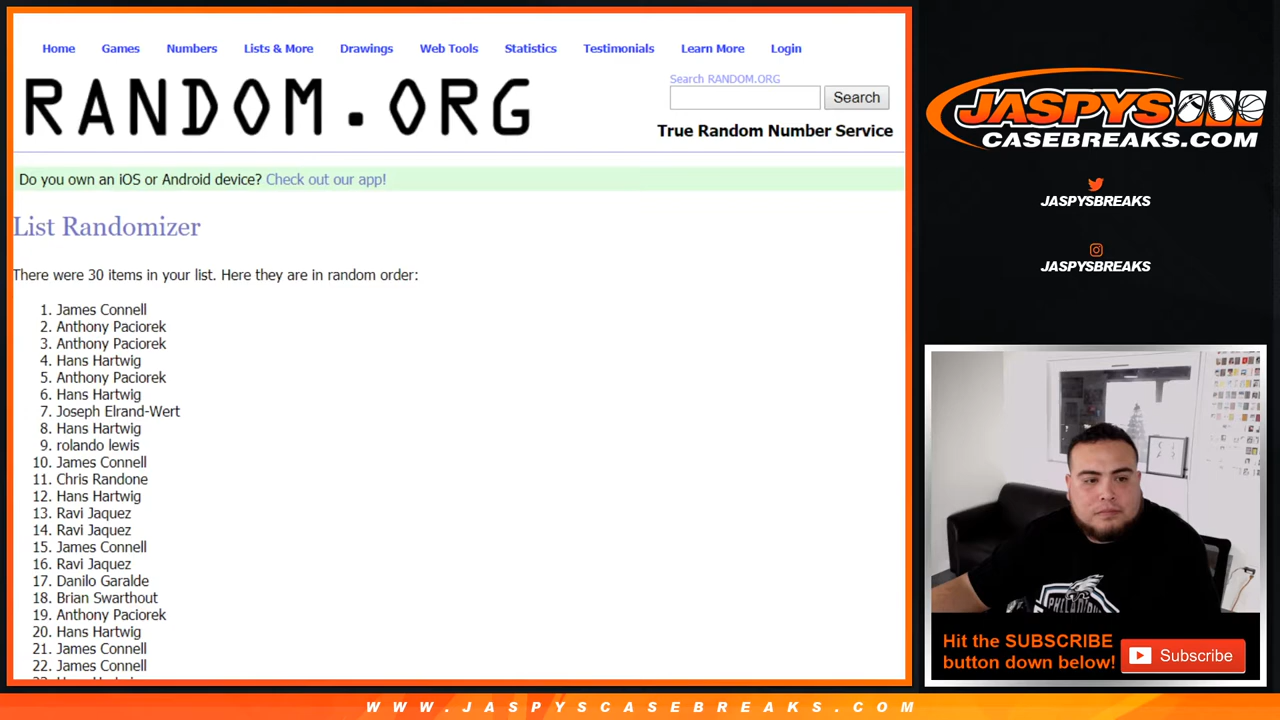 Home Games Numbers Lists & More Drawings Web Tools Statistics Testimonials Learn More Login
RANDOM.ORG
Search RANDOM.ORG
Search
True Random Number Service
Do you own an iOS or Android device? Check out our app!
List Randomizer
There were 30 items in your list. Here they are in random order:
1. James Connell
2. Anthony Paciorek
3. Anthony Paciorek
4. Hans Hartwig
5. Anthony Paciorek
6. Hans Hartwig
7. Joseph Elrand-Wert
8. Hans Hartwig
9. rolando lewis
10. James Connell
11. Chris Randone
12. Hans Hartwig
13. Ravi Jaquez
14. Ravi Jaquez
15. James Connell
16. Ravi Jaquez
17. Danilo Garalde
18. Brian Swarthout
19. Anthony Paciorek
20. Hans Hartwig
21. James Connell
22. James Connell
JASPYS
CASEBREAKS.COM
JASPYSBREAKS
JASPYSBREAKS
Hit the SUBSCRIBE
button down below!
Subscribe
WWW.JASPYSCASEBREAKS.COM